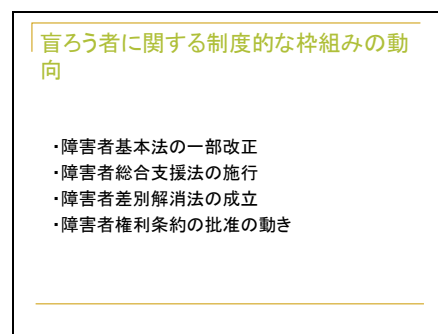 盲ろう者に関する制度的な枠組みの動
向
・障害者基本法の一部改正
・障害者総合支援法の施行
・障害者差別解消法の成立
・障害者権利条約の批准の動き